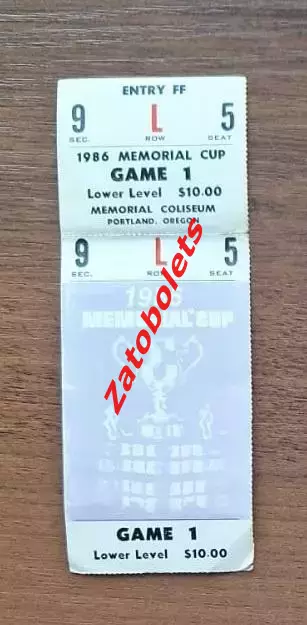 ENTRY FF
9 L 5
SEC. ROW SEAT
1986 MEMORIAL CUP
GAME 1
Lower Level $10.00
MEMORIAL COLISEUM
PORTLAND, OREGON
9 L 5
SEC. ROW SEAT
1986
MEMORIAL CUP
GAME 1
Lower Level $10.00
Zatobolets